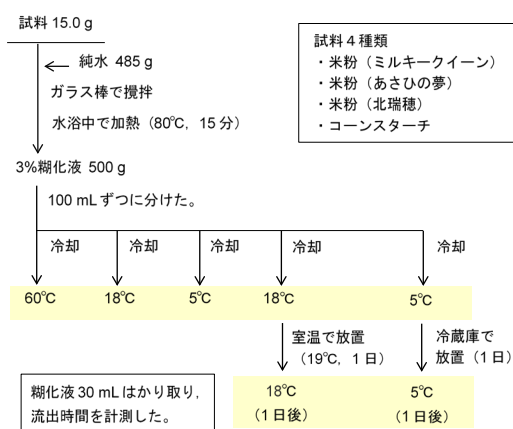 試料 15.0 g
純水 485 g
ガラス棒で攪拌
水浴中で加熱（80℃，15 分）
3%糊化液 500 g
100 mL ずつに分けた。
試料４種類
・米粉（ミルキークイーン）
・米粉（あさひの夢）
・米粉（北瑞穂）
・コーンスターチ
冷却 冷却 冷却 冷却 冷却
60℃ 18℃ 5℃ 18℃ 5℃
室温で放置
（19℃，１日）
冷蔵庫で
放置（１日）
18℃
（１日後）
5℃
（１日後）
糊化液 30 mL はかり取り，
流出時間を計測した。